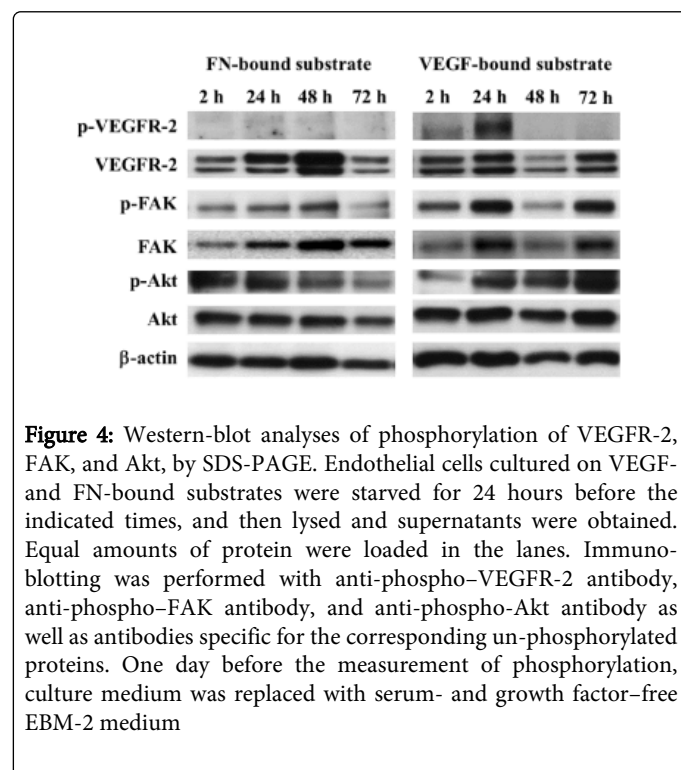 FN-bound substrate VEGF-bound substrate
2 h 24 h 48 h 72 h 2 h 24 h 48 h 72 h
p-VEGFR-2
VEGFR-2
p-FAK
FAK
p-Akt
Akt
β-actin
Figure 4: Western-blot analyses of phosphorylation of VEGFR-2,
FAK, and Akt, by SDS-PAGE. Endothelial cells cultured on VEGF-
and FN-bound substrates were starved for 24 hours before the
indicated times, and then lysed and supernatants were obtained.
Equal amounts of protein were loaded in the lanes. Immuno-
blotting was performed with anti-phospho–VEGFR-2 antibody,
anti-phospho–FAK antibody, and anti-phospho-Akt antibody as
well as antibodies specific for the corresponding un-phosphorylated
proteins. One day before the measurement of phosphorylation,
culture medium was replaced with serum- and growth factor–free
EBM-2 medium